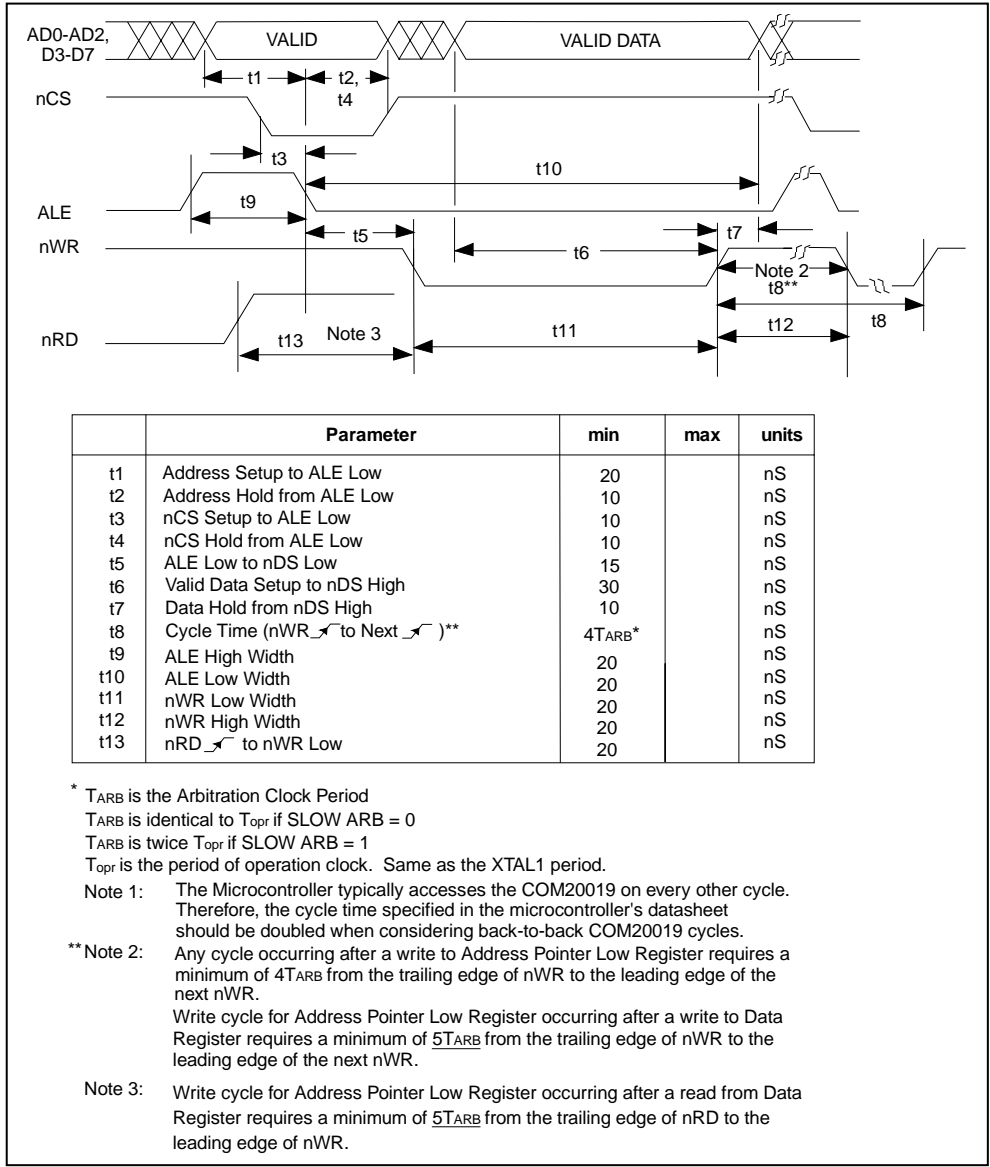 AD0-AD2,
D3-D7
VALID
VALID DATA
t1
t2,
t4
nCS
t3
t10
ALE
t9
nWR
t5
t6
t7
Note 2
t8**
t8
nRD
t13
Note 3
t11
t12
Parameter min max units
t1 Address Setup to ALE Low 20 nS
t2 Address Hold from ALE Low 10 nS
t3 nCS Setup to ALE Low 10 nS
t4 nCS Hold from ALE Low 10 nS
t5 ALE Low to nDS Low 15 nS
t6 Valid Data Setup to nDS High 30 nS
t7 Data Hold from nDS High 10 nS
t8 Cycle Time (nWR to Next )** 4TARB* nS
t9 ALE High Width 20 nS
t10 ALE Low Width 20 nS
t11 nWR Low Width 20 nS
t12 nWR High Width 20 nS
t13 nRD to nWR Low 20 nS
* TARB is the Arbitration Clock Period
TARB is identical to Topr if SLOW ARB = 0
TARB is twice Topr if SLOW ARB = 1
Topr is the period of operation clock. Same as the XTAL1 period.
Note 1: The Microcontroller typically accesses the COM20019 on every other cycle.
Therefore, the cycle time specified in the microcontroller's datasheet
should be doubled when considering back-to-back COM20019 cycles.
**Note 2: Any cycle occurring after a write to Address Pointer Low Register requires a
minimum of 4TARB from the trailing edge of nWR to the leading edge of the
next nWR.
Write cycle for Address Pointer Low Register occurring after a write to Data
Register requires a minimum of 5TARB from the trailing edge of nWR to the
leading edge of the next nWR.
Note 3: Write cycle for Address Pointer Low Register occurring after a read from Data
Register requires a minimum of 5TARB from the trailing edge of nRD to the
leading edge of nWR.